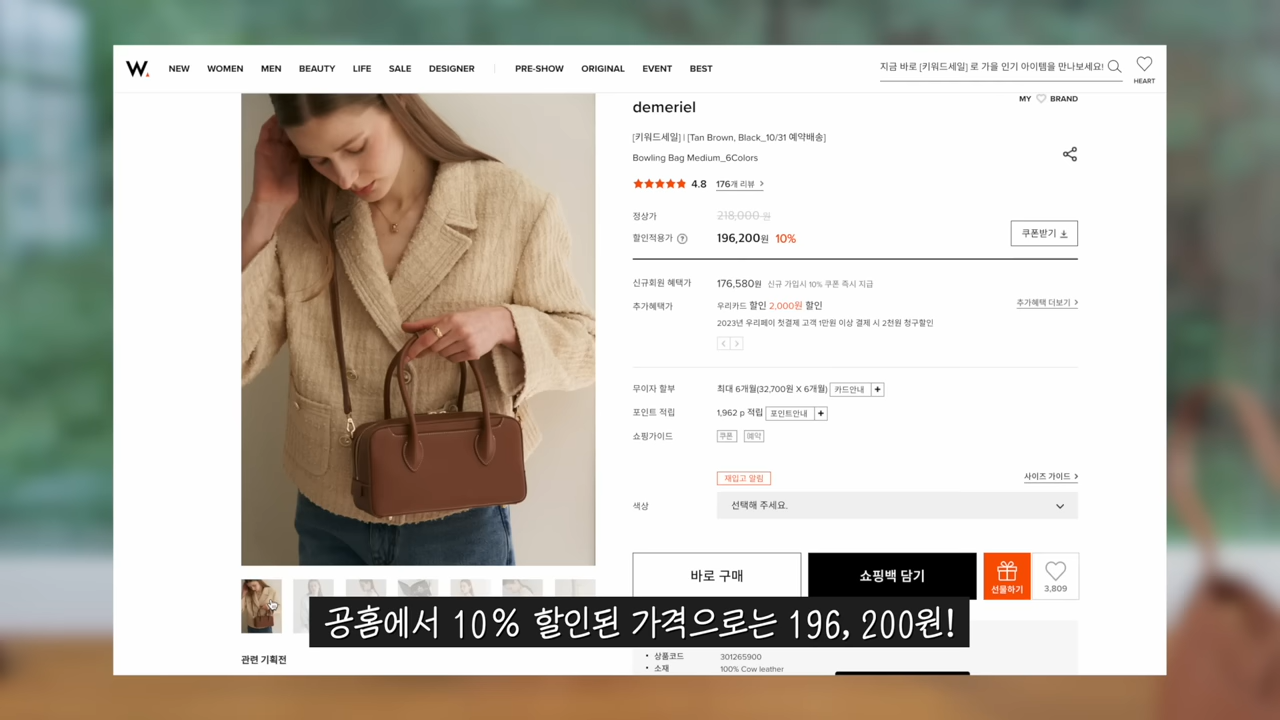 W.
NEW WOMEN MEN BEAUTY LIFE SALE DESIGNER PRE-SHOW ORIGINAL EVENT BEST
지금 바로 [키워드세일] 로 가을 인기 아이템을 만나보세요!
HEART
demeriel
MY BRAND
[키워드세일] | [Tan Brown, Black_10/31 예약배송]
Bowling Bag Medium_6Colors
4.8 176개 리뷰
정상가 218,000 원
할인적용가 ? 196,200원 10%
쿠폰받기
신규회원 혜택가 176,580원 신규 가입시 10% 쿠폰 즉시 지급
추가혜택가 우리카드 할인 2,000원 할인
추가혜택 더보기
2023년 우리페이 첫결제 고객 1만원 이상 결제 시 2천원 청구할인
무이자 할부 최대 6개월(32,700원 X 6개월) 카드안내 +
포인트 적립 1,962 p 적립 포인트안내 +
쇼핑가이드 쿠폰 예약
재입고 알림
사이즈 가이드
색상 선택해 주세요.
바로 구매
쇼핑백 담기
선물하기
3,809
공홈에서 10% 할인된 가격으로는 196, 200원!
관련 기획전
• 상품코드 301265900
• 소재 100% Cow leather